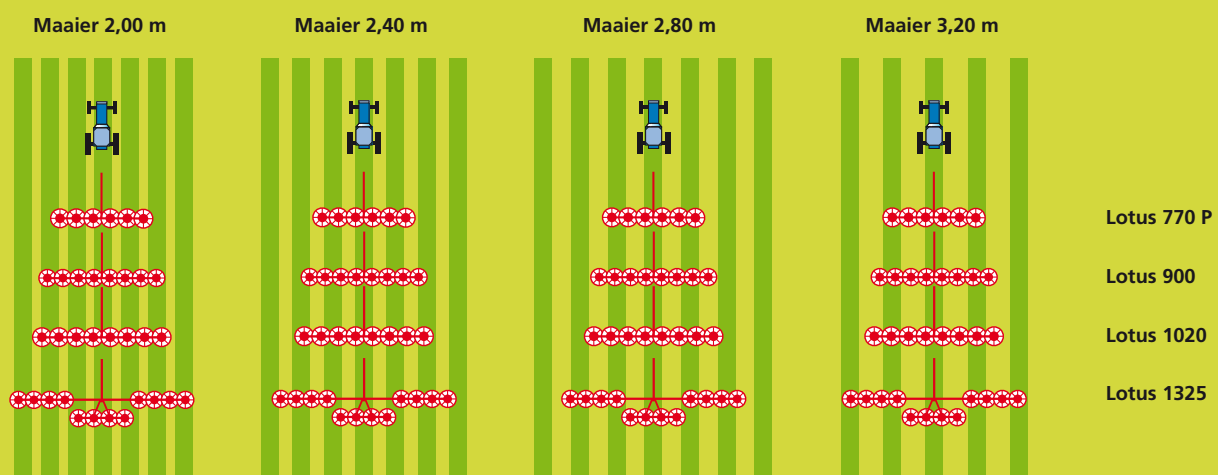 Maaier 2,00 m
Maaier 2,40 m
Maaier 2,80 m
Maaier 3,20 m
Lotus 770 P
Lotus 900
Lotus 1020
Lotus 1325